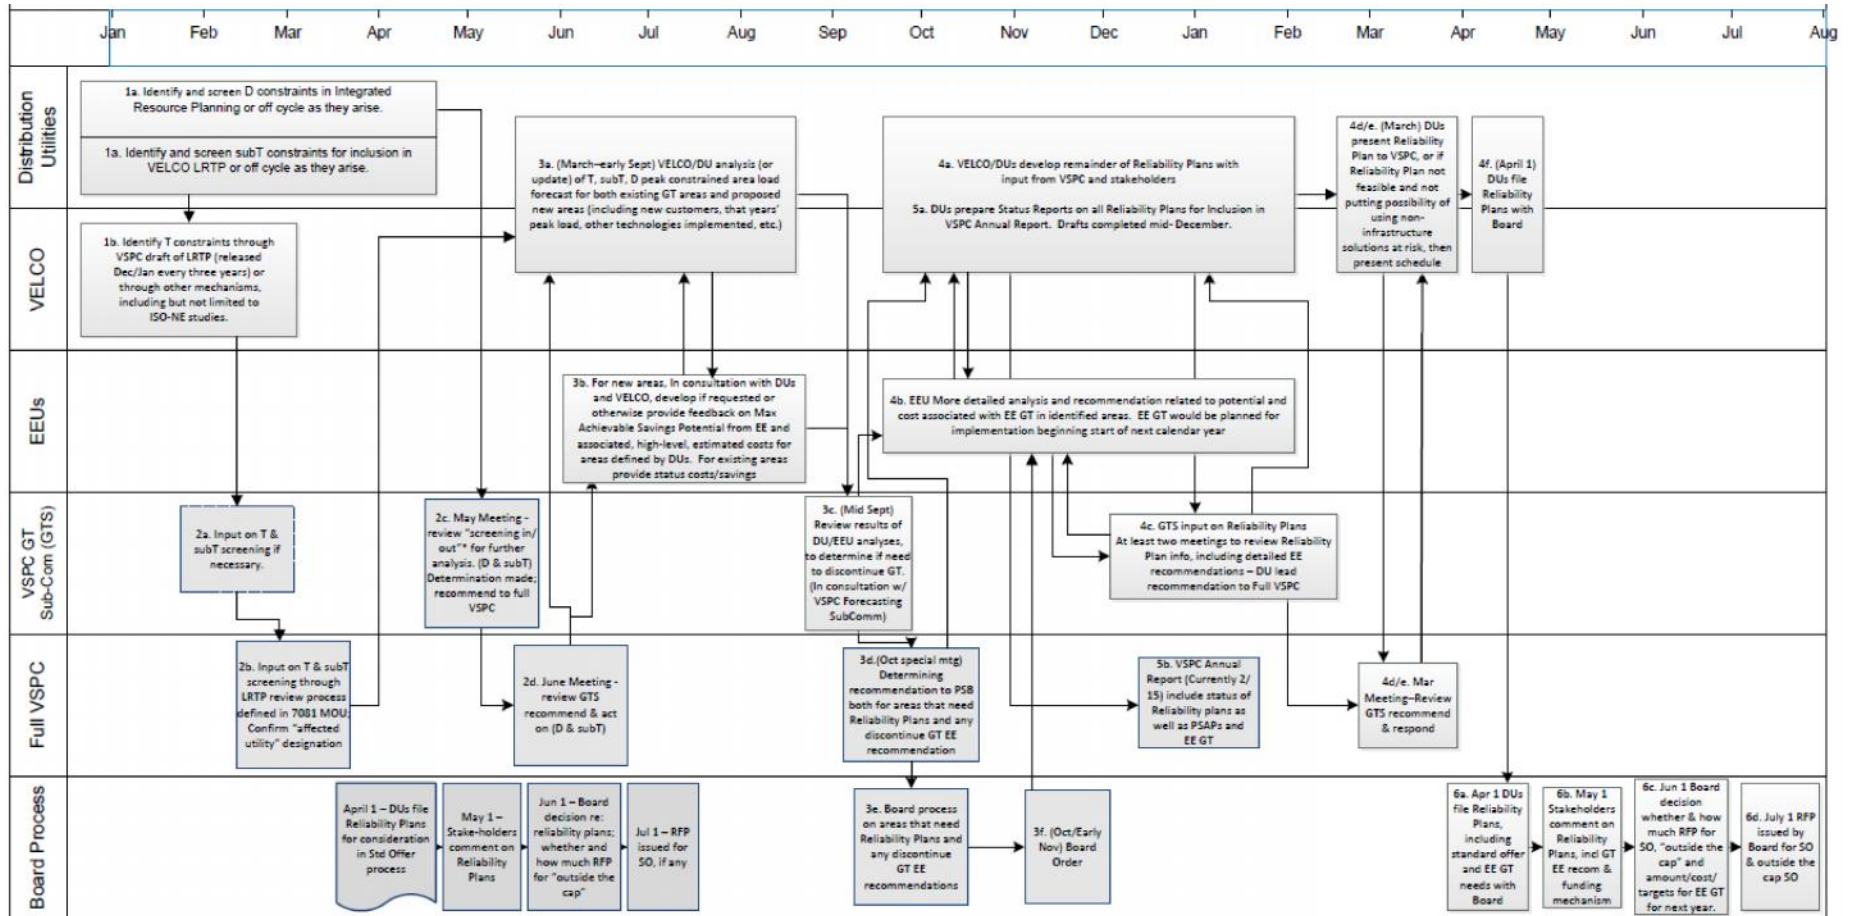 Jan Feb Mar Apr May Jun Jul Aug Sep Oct Nov Dec Jan Feb Mar Apr May Jun Jul Aug
Distribution
Utilities
1a. Identify and screen D constraints in Integrated
Resource Planning or off cycle as they arise.
1a. Identify and screen subT constraints for inclusion in
VELCO LRTP or off cycle as they arise.
3a. (March–early Sept) VELCO/DU analysis (or
update) of T, subT, D peak constrained area load
forecast for both existing GT areas and proposed
new areas (including new customers, that years'
peak load, other technologies implemented, etc.)
4a. VELCO/DUs develop remainder of Reliability Plans with
input from VSPC and stakeholders
5a. DUs prepare Status Reports on all Reliability Plans for Inclusion in
VSPC Annual Report. Drafts completed mid- December.
4d/e. (March) DUs
present Reliability
Plan to VSPC, or if
Reliability Plan not
feasible and not
putting possibility of
using non-
infrastructure
solutions at risk, then
present schedule
4f. (April 1)
DUs file
Reliability
Plans with
Board
VELCO
1b. Identify T constraints through
VSPC draft of LRTP (released
Dec/Jan every three years) or
through other mechanisms,
including but not limited to
ISO-NE studies.
EEUs
3b. For new areas, In consultation with DUs
and VELCO, develop if requested or
otherwise provide feedback on Max
Achievable Savings Potential from EE and
associated, high-level, estimated costs for
areas defined by DUs. For existing areas
provide status costs/savings
4b. EEU More detailed analysis and recommendation related to potential and
cost associated with EE GT in identified areas. EE GT would be planned for
implementation beginning start of next calendar year
VSPC GT
Sub-Com (GTS)
2a. Input on T &
subT screening if
necessary.
2c. May Meeting -
review "screening in/
out"* for further
analysis. (D & subT)
Determination made;
recommend to full
VSPC
3c. (Mid Sept)
Review results of
DU/EEU analyses,
to determine if need
to discontinue GT.
(In consultation w/
VSPC Forecasting
SubComm)
4c. GTS input on Reliability Plans
At least two meetings to review Reliability
Plan info, including detailed EE
recommendations – DU lead
recommendation to Full VSPC
Full VSPC
2b. Input on T & subT
screening through
LRTP review process
defined in 7081 MOU;
Confirm "affected
utility" designation
2d. June Meeting -
review GTS
recommend & act
on (D & subT)
3d.(Oct special mtg)
Determining
recommendation to PSB
both for areas that need
Reliability Plans and any
discontinue GT EE
recommendation
5b. VSPC Annual
Report (Currently 2/
15) include status of
Reliability plans as
well as PSAPs and
EE GT
4d/e. Mar
Meeting–Review
GTS recommend
& respond
Board Process
April 1 – DUs file
Reliability Plans
for consideration
in Std Offer
process
May 1 –
Stake-holders
comment on
Reliability
Plans
Jun 1 – Board
decision re:
reliability plans;
whether and
how much RFP
for "outside the
cap"
Jul 1 – RFP
issued for
SO, if any
3e. Board process
on areas that need
Reliability Plans and
any discontinue
GT EE
recommendations
3f. (Oct/Early
Nov) Board
Order
6a. Apr 1 DUs
file Reliability
Plans,
including
standard offer
and EE GT
needs with
Board
6b. May 1
Stakeholders
comment on
Reliability
Plans, incl GT
EE recom &
funding
mechanism
6c. Jun 1 Board
decision
whether & how
much RFP for
SO, "outside the
cap" and
amount/cost/
targets for EE GT
for next year.
6d. July 1 RFP
issued by
Board for SO
& outside the
cap SO